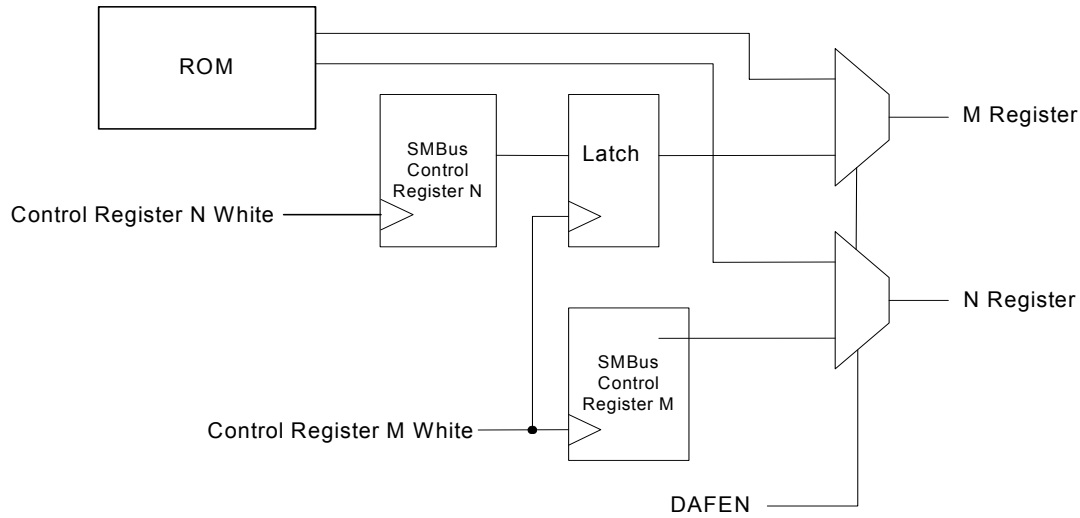 ROM
M Register
SMBus
Control
Register N
Latch
Control Register N White
N Register
SMBus
Control
Register M
Control Register M White
DAFEN